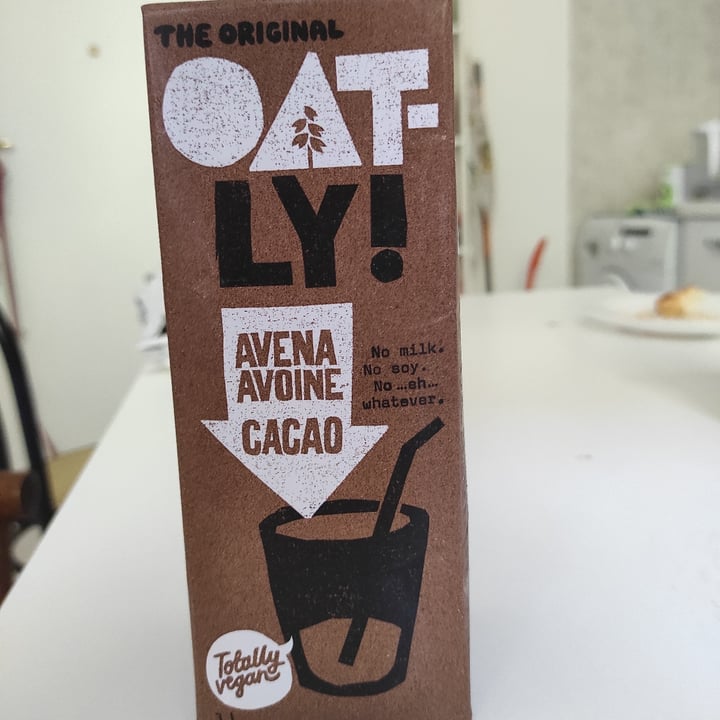 THE ORIGINAL
OAT-
LY!
AVENA
AVOINE
CACAO
No milk.
No soy.
No …eh…
whatever.
Totally
vegan